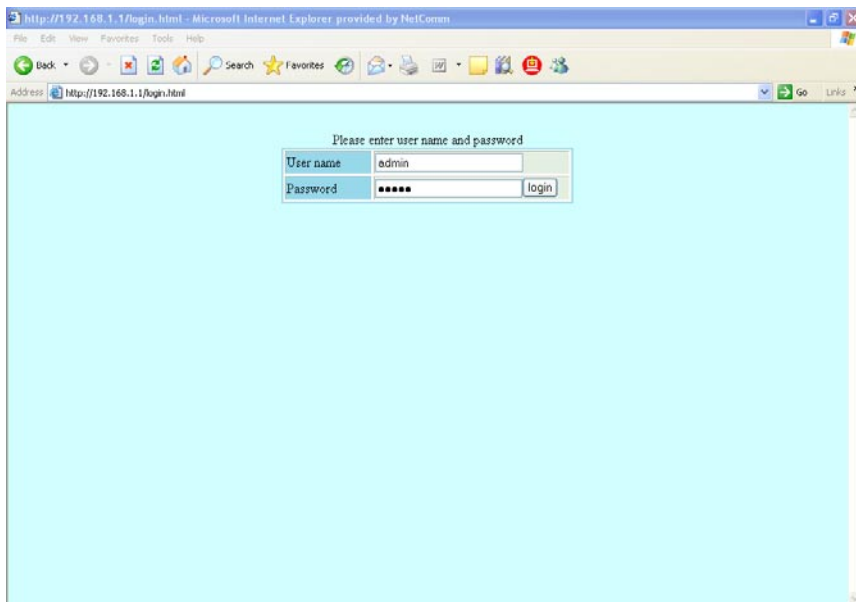 http://192.168.1.1/login.html - Microsoft Internet Explorer provided by NetComm
File Edit View Favorites Tools Help
Back Search Favorites
Address http://192.168.1.1/login.html Go Links
Please enter user name and password
User name admin
Password ●●●●● login